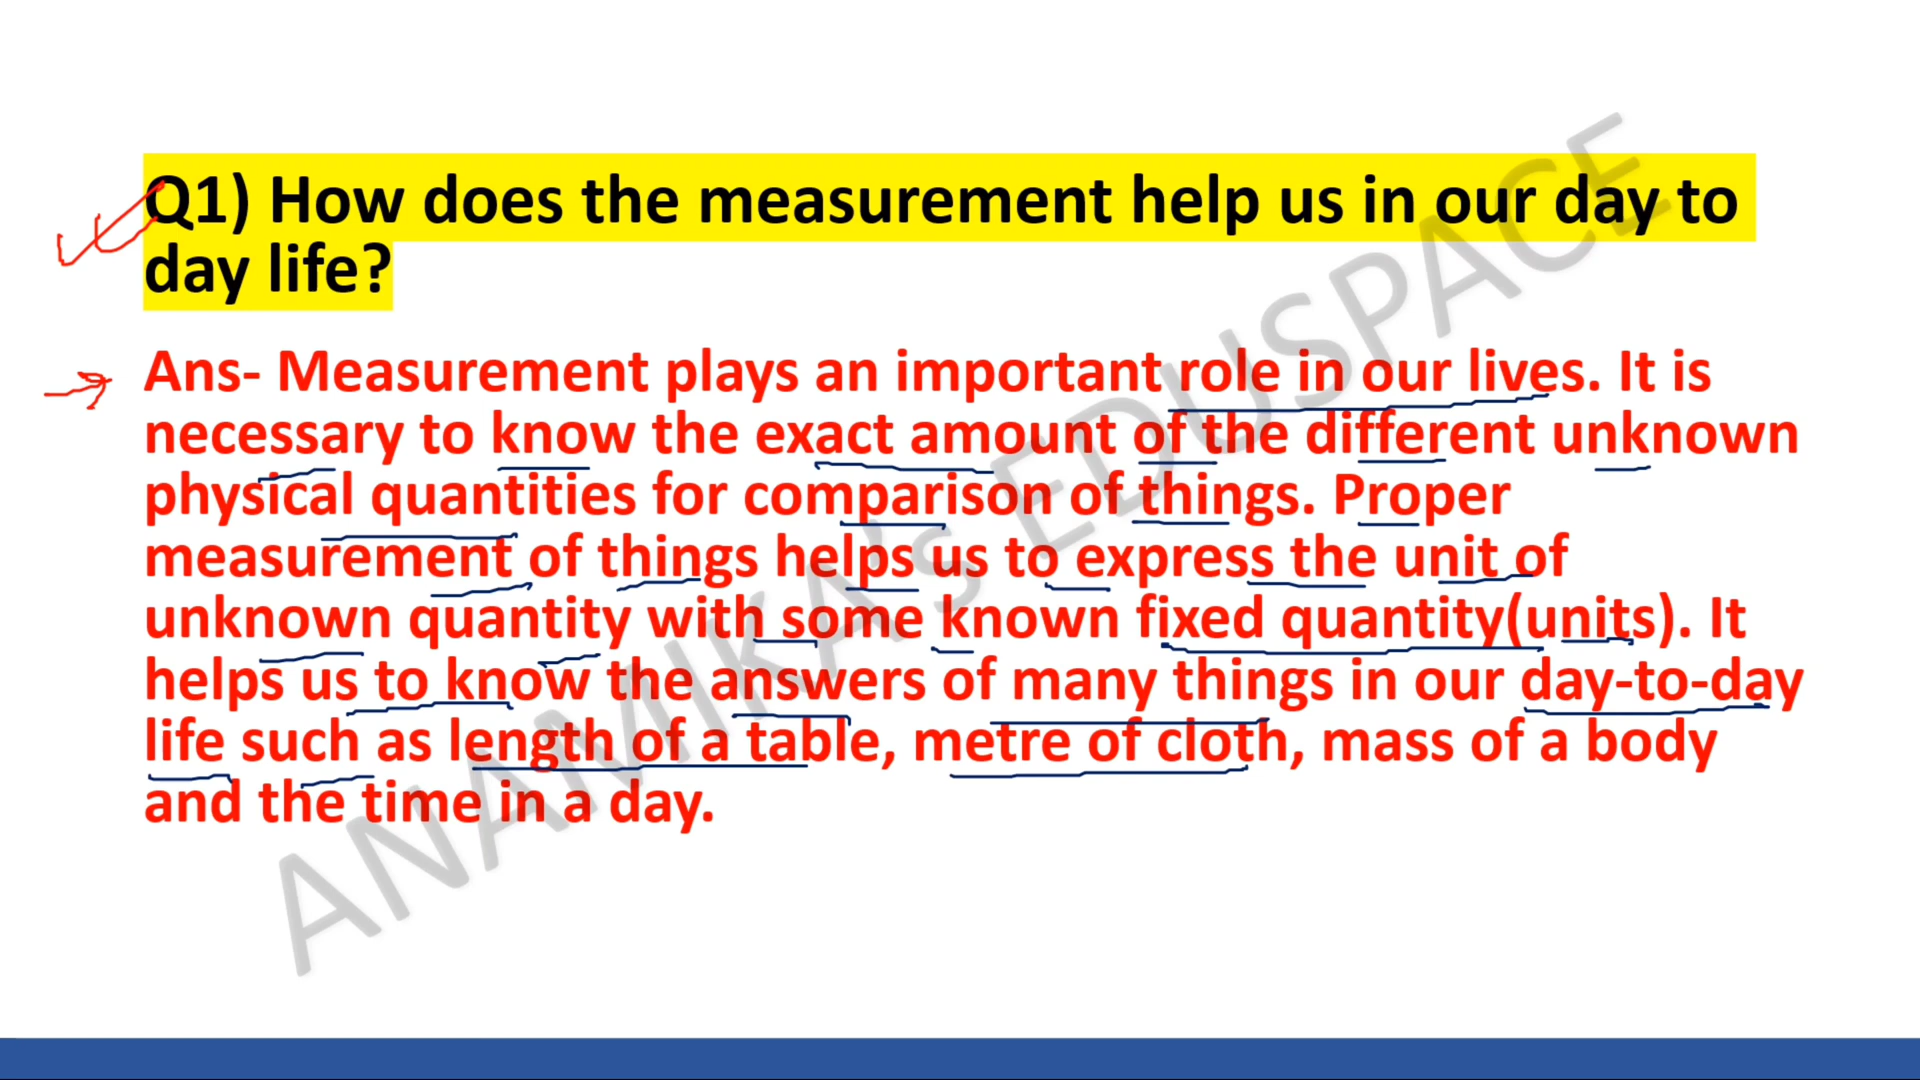 Q1) How does the measurement help us in our day to
day life?
Ans- Measurement plays an important role in our lives. It is
necessary to know the exact amount of the different unknown
physical quantities for comparison of things. Proper
measurement of things helps us to express the unit of
unknown quantity with some known fixed quantity(units). It
helps us to know the answers of many things in our day-to-day
life such as length of a table, metre of cloth, mass of a body
and the time in a day.
ANAMIKA's EDUSPACE